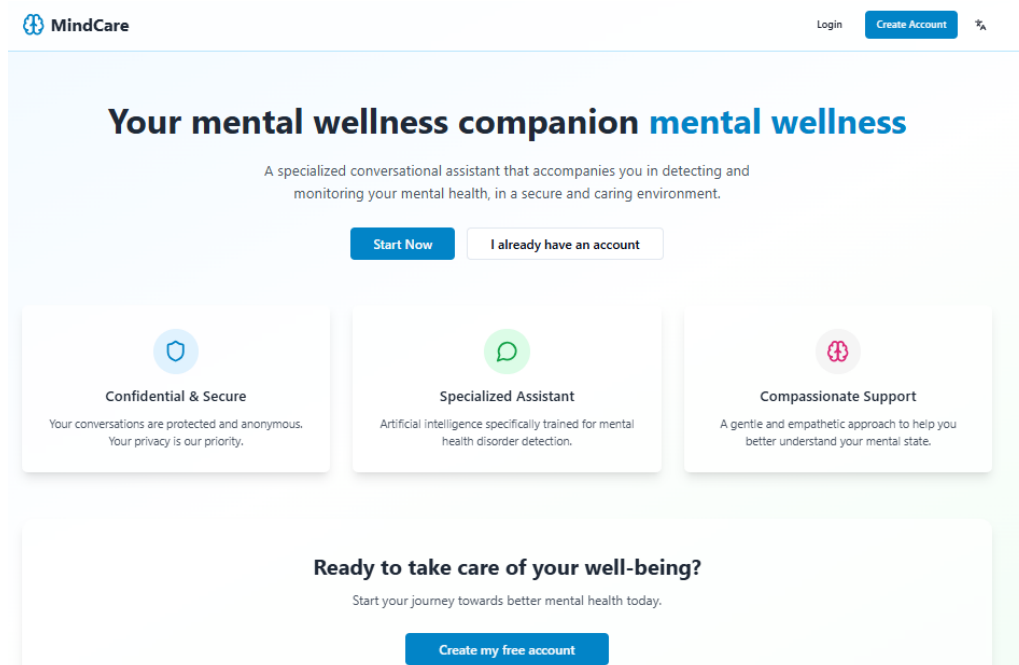 MindCare
Login
Create Account
Your mental wellness companion mental wellness
A specialized conversational assistant that accompanies you in detecting and
monitoring your mental health, in a secure and caring environment.
Start Now
I already have an account
Confidential & Secure
Your conversations are protected and anonymous.
Your privacy is our priority.
Specialized Assistant
Artificial intelligence specifically trained for mental
health disorder detection.
Compassionate Support
A gentle and empathetic approach to help you
better understand your mental state.
Ready to take care of your well-being?
Start your journey towards better mental health today.
Create my free account